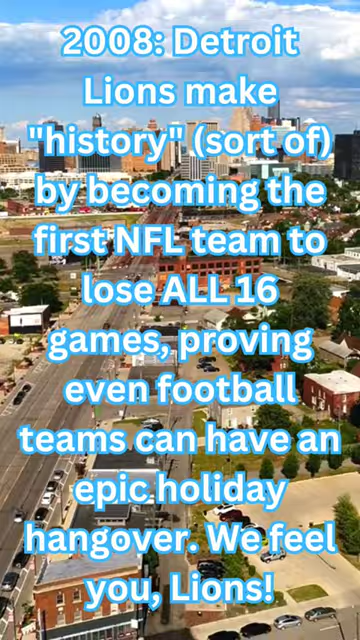 2008: Detroit
Lions make
"history" (sort of)
by becoming the
first NFL team to
lose ALL 16
games, proving
even football
teams can have an
epic holiday
hangover. We feel
you, Lions!